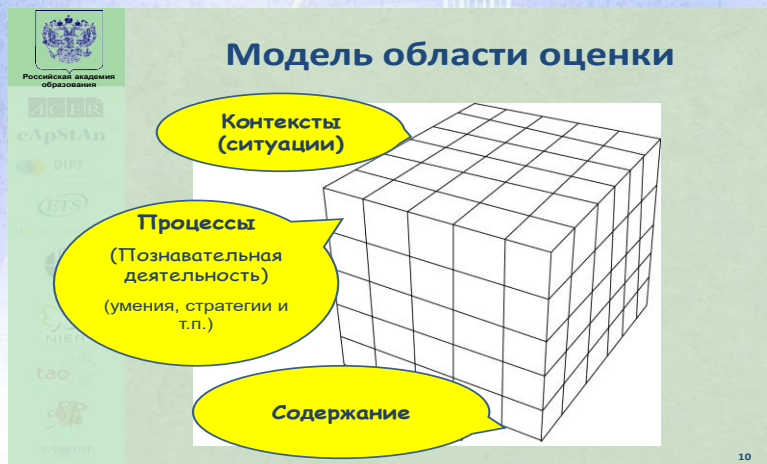 Российская академия
образования
Модель области оценки
ACER
cApStAn
DIPF
(ETS)
NIER
tao
WESTAT
Контексты
(ситуации)
Процессы
(Познавательная
деятельность)
(умения, стратегии и
т.п.)
Содержание
10